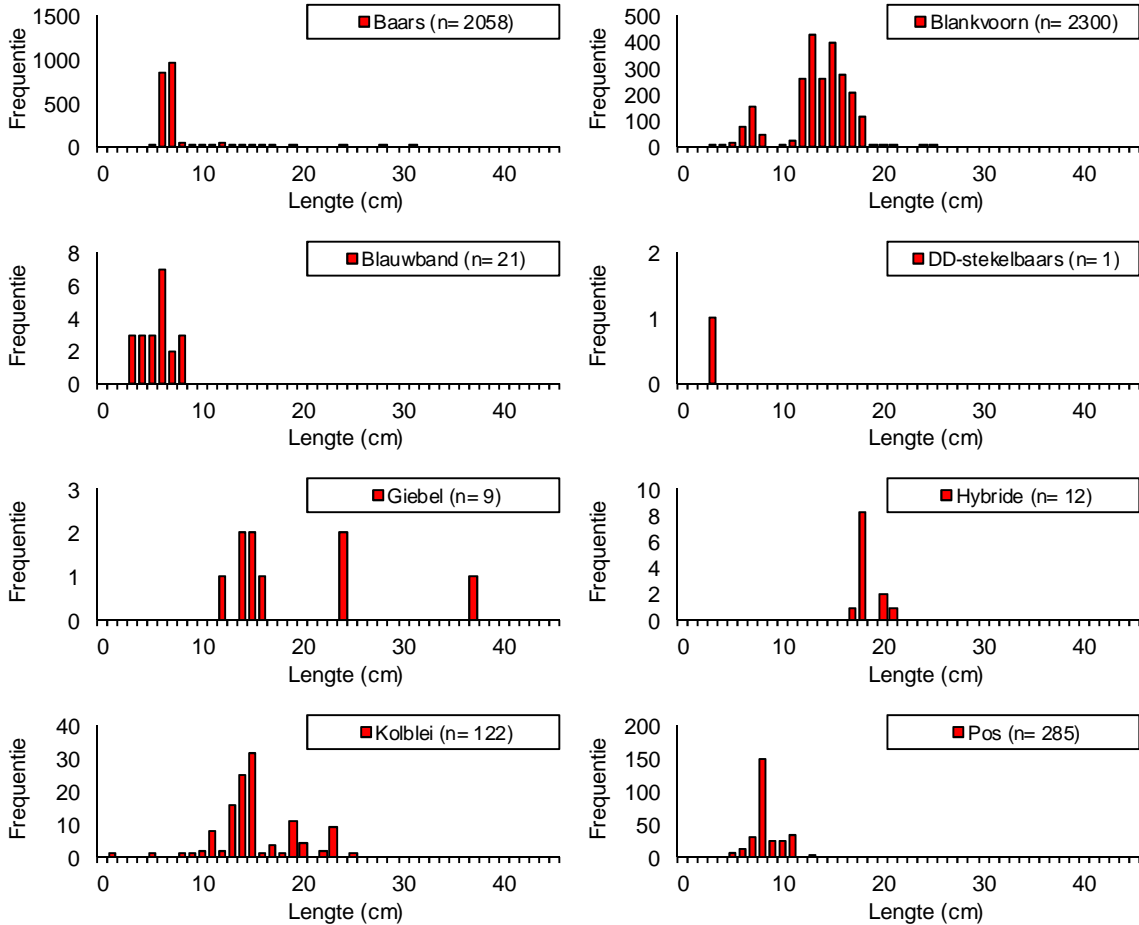 Baars (n= 2058)
Frequentie
1500
1000
500
0
0 10 20 30 40
Lengte (cm)
Blankvoorn (n= 2300)
Frequentie
500
400
300
200
100
0
0 10 20 30 40
Lengte (cm)
Blauwband (n= 21)
Frequentie
8
6
4
2
0
0 10 20 30 40
Lengte (cm)
DD-stekelbaars (n= 1)
Frequentie
2
1
0
0 10 20 30 40
Lengte (cm)
Giebel (n= 9)
Frequentie
3
2
1
0
0 10 20 30 40
Lengte (cm)
Hybride (n= 12)
Frequentie
10
8
6
4
2
0
0 10 20 30 40
Lengte (cm)
Kolblei (n= 122)
Frequentie
40
30
20
10
0
0 10 20 30 40
Lengte (cm)
Pos (n= 285)
Frequentie
200
150
100
50
0
0 10 20 30 40
Lengte (cm)